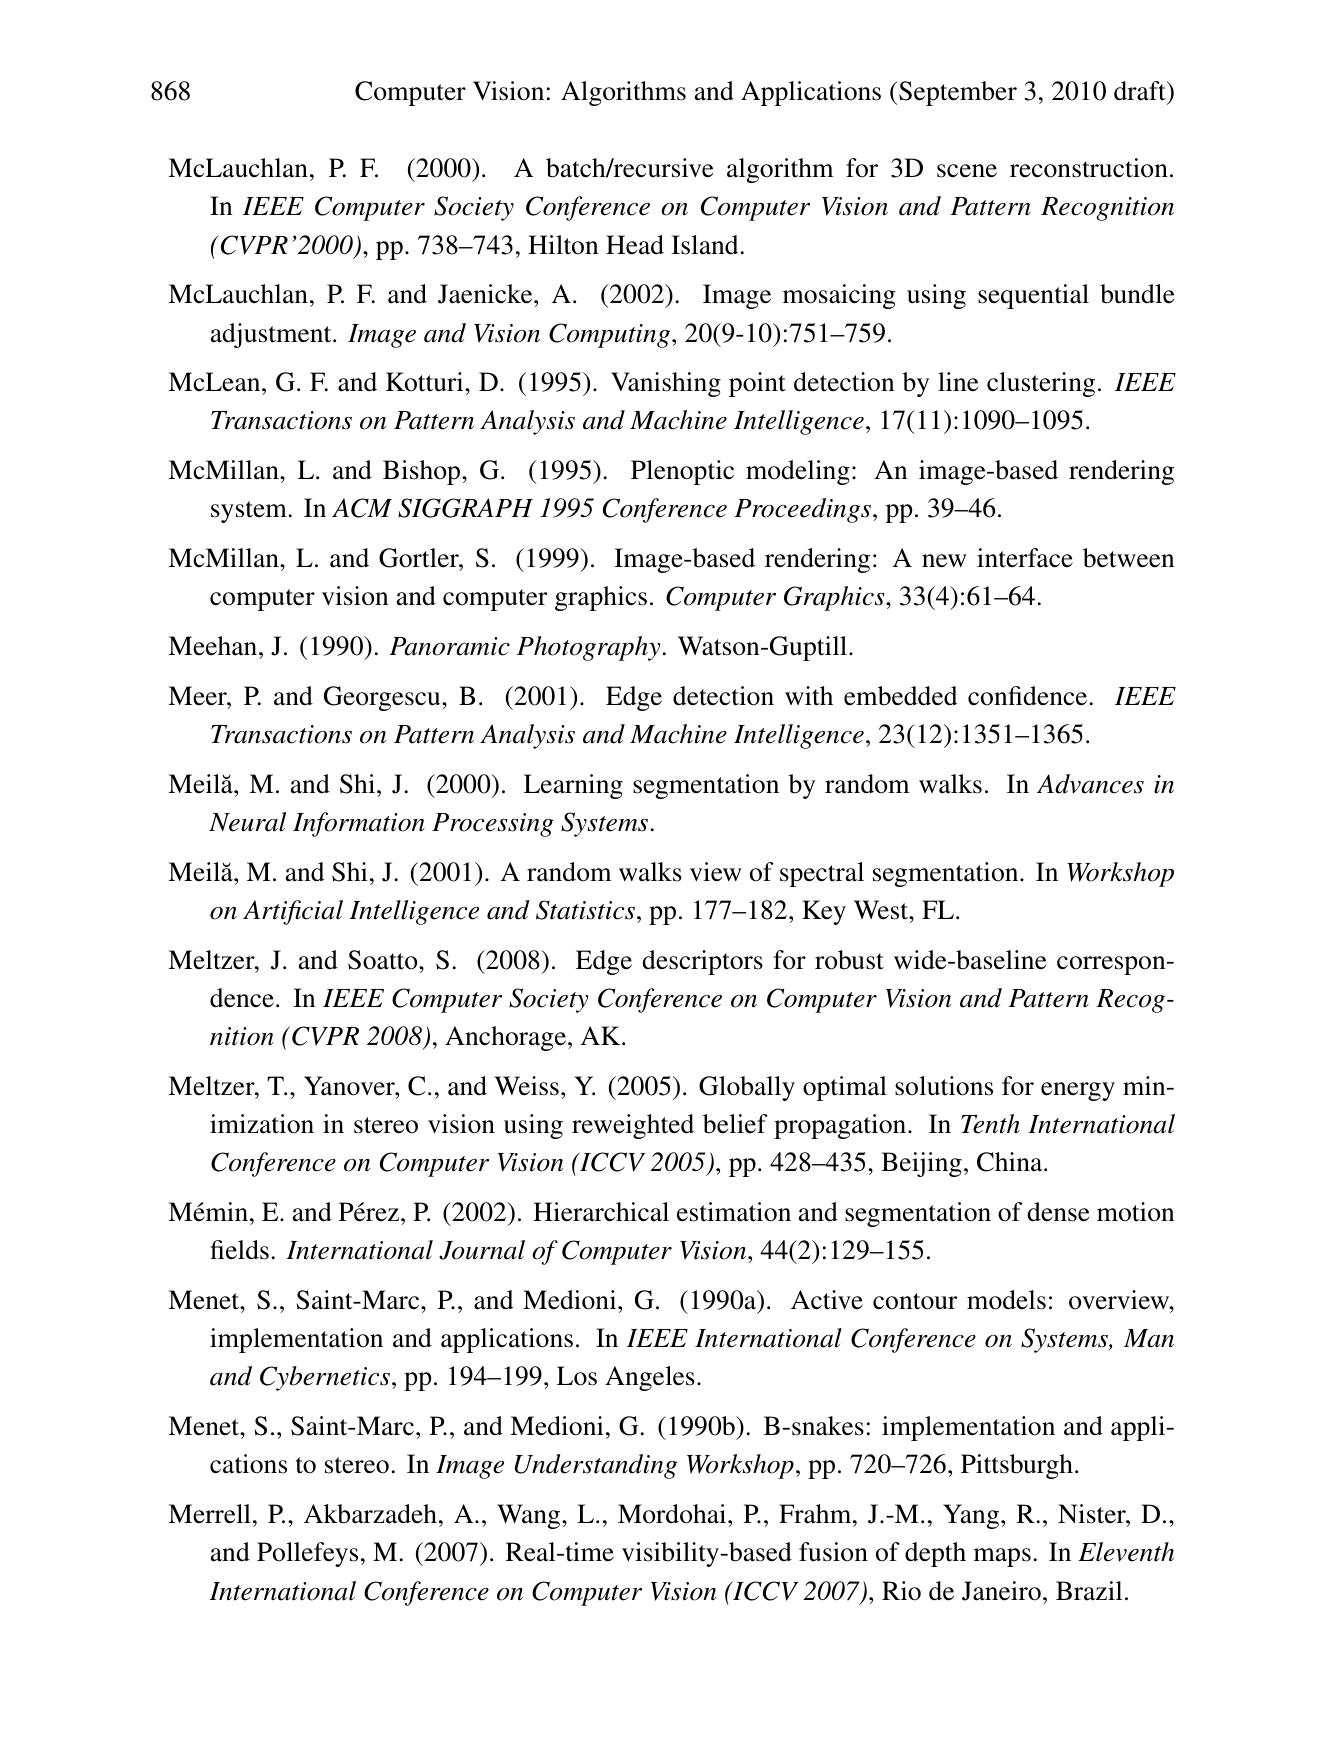 868 Computer Vision: Algorithms and Applications (September 3, 2010 draft)
McLauchlan, P. F. (2000). A batch/recursive algorithm for 3D scene reconstruction.
In IEEE Computer Society Conference on Computer Vision and Pattern Recognition
(CVPR’2000), pp. 738–743, Hilton Head Island.
McLauchlan, P. F. and Jaenicke, A. (2002). Image mosaicing using sequential bundle
adjustment. Image and Vision Computing, 20(9-10):751–759.
McLean, G. F. and Kotturi, D. (1995). Vanishing point detection by line clustering. IEEE
Transactions on Pattern Analysis and Machine Intelligence, 17(11):1090–1095.
McMillan, L. and Bishop, G. (1995). Plenoptic modeling: An image-based rendering
system. In ACM SIGGRAPH 1995 Conference Proceedings, pp. 39–46.
McMillan, L. and Gortler, S. (1999). Image-based rendering: A new interface between
computer vision and computer graphics. Computer Graphics, 33(4):61–64.
Meehan, J. (1990). Panoramic Photography. Watson-Guptill.
Meer, P. and Georgescu, B. (2001). Edge detection with embedded confidence. IEEE
Transactions on Pattern Analysis and Machine Intelligence, 23(12):1351–1365.
Meilă, M. and Shi, J. (2000). Learning segmentation by random walks. In Advances in
Neural Information Processing Systems.
Meilă, M. and Shi, J. (2001). A random walks view of spectral segmentation. In Workshop
on Artificial Intelligence and Statistics, pp. 177–182, Key West, FL.
Meltzer, J. and Soatto, S. (2008). Edge descriptors for robust wide-baseline correspon-
dence. In IEEE Computer Society Conference on Computer Vision and Pattern Recog-
nition (CVPR 2008), Anchorage, AK.
Meltzer, T., Yanover, C., and Weiss, Y. (2005). Globally optimal solutions for energy min-
imization in stereo vision using reweighted belief propagation. In Tenth International
Conference on Computer Vision (ICCV 2005), pp. 428–435, Beijing, China.
Mémin, E. and Pérez, P. (2002). Hierarchical estimation and segmentation of dense motion
fields. International Journal of Computer Vision, 44(2):129–155.
Menet, S., Saint-Marc, P., and Medioni, G. (1990a). Active contour models: overview,
implementation and applications. In IEEE International Conference on Systems, Man
and Cybernetics, pp. 194–199, Los Angeles.
Menet, S., Saint-Marc, P., and Medioni, G. (1990b). B-snakes: implementation and appli-
cations to stereo. In Image Understanding Workshop, pp. 720–726, Pittsburgh.
Merrell, P., Akbarzadeh, A., Wang, L., Mordohai, P., Frahm, J.-M., Yang, R., Nister, D.,
and Pollefeys, M. (2007). Real-time visibility-based fusion of depth maps. In Eleventh
International Conference on Computer Vision (ICCV 2007), Rio de Janeiro, Brazil.